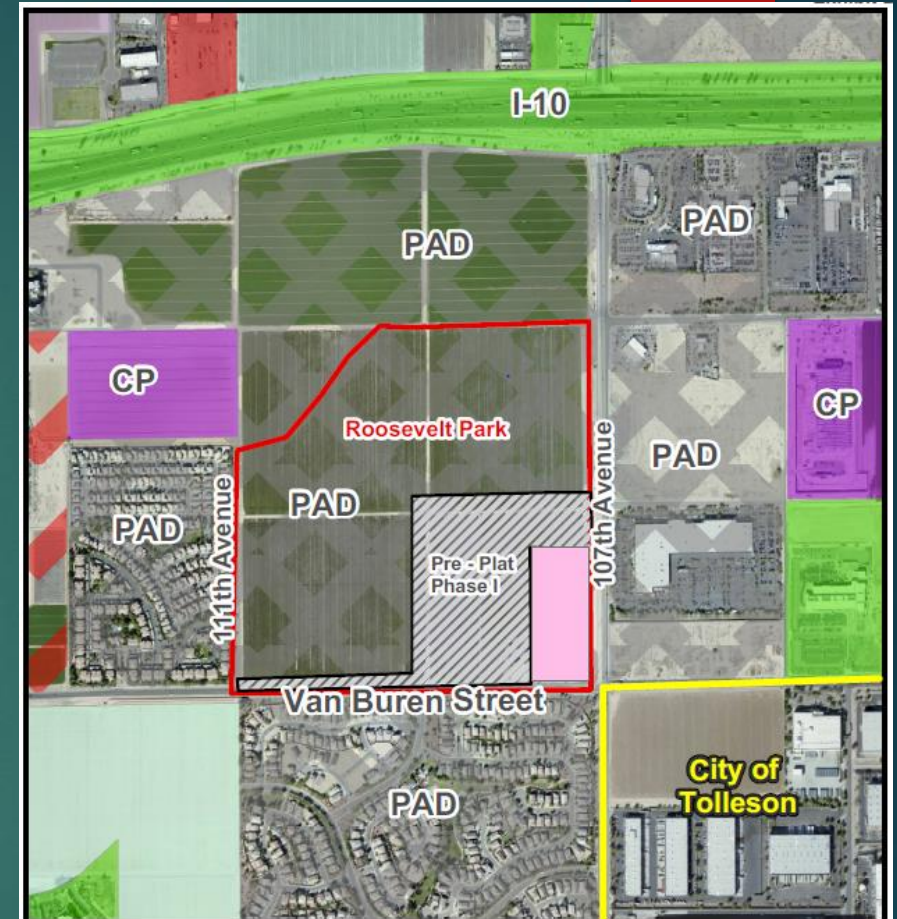 I-10
PAD
PAD
CP
CP
Roosevelt Park
PAD
PAD
PAD
111th Avenue
107th Avenue
Pre - Plat
Phase I
Van Buren Street
City of
Tolleson
PAD